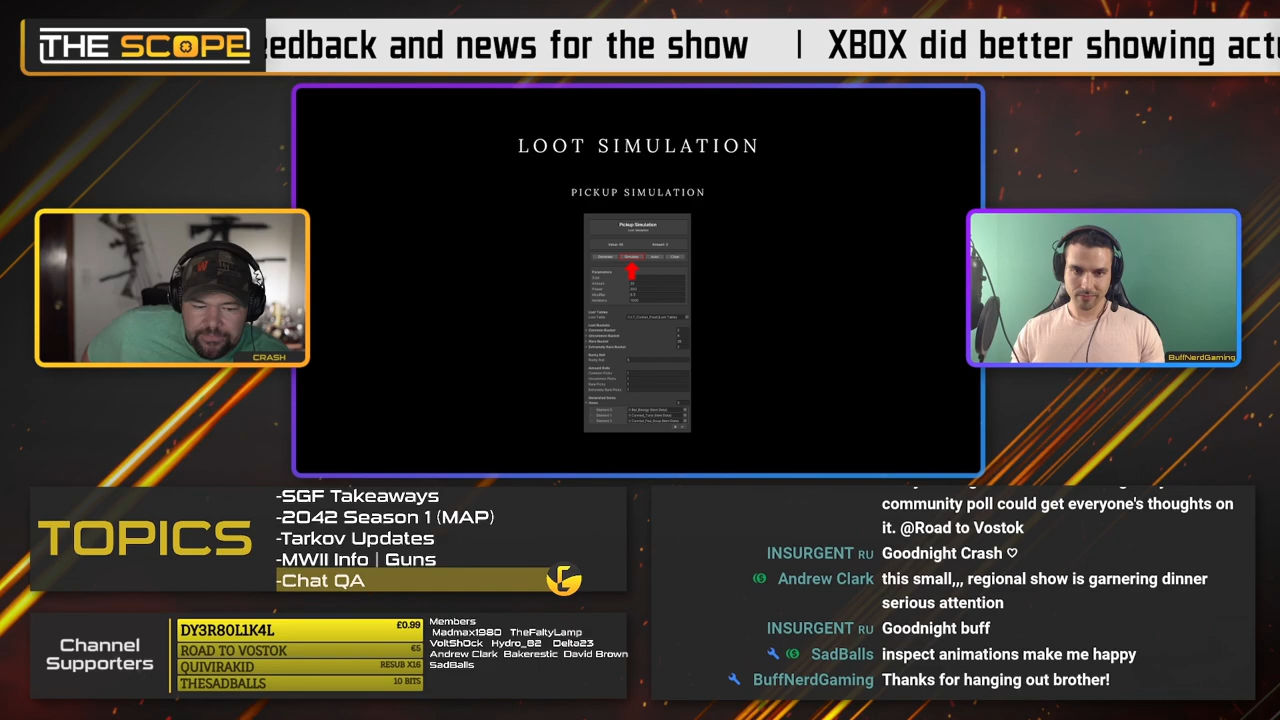 THE SCOPE
edback and news for the show | XBOX did better showing act
LOOT SIMULATION
PICKUP SIMULATION
Pickup Simulation
CRASH
BuffNerdGaming
TOPICS
-SGF Takeaways
-2042 Season 1 (MAP)
-Tarkov Updates
-MWII Info | Guns
-Chat QA
Channel
Supporters
DY3R80L1K4L £0.99
ROAD TO VOSTOK €5
QUIVIRAKID RESUB X16
THESADBALLS 10 BITS
Members
Madmax1980 TheFaltyLamp
VoltSh0ck Hydro_82 Delta23
Andrew Clark Bakerestic David Brown
SadBalls
community poll could get everyone's thoughts on
it. @Road to Vostok
INSURGENT RU Goodnight Crash ♡
Andrew Clark this small,,, regional show is garnering dinner
serious attention
INSURGENT RU Goodnight buff
SadBalls inspect animations make me happy
BuffNerdGaming Thanks for hanging out brother!